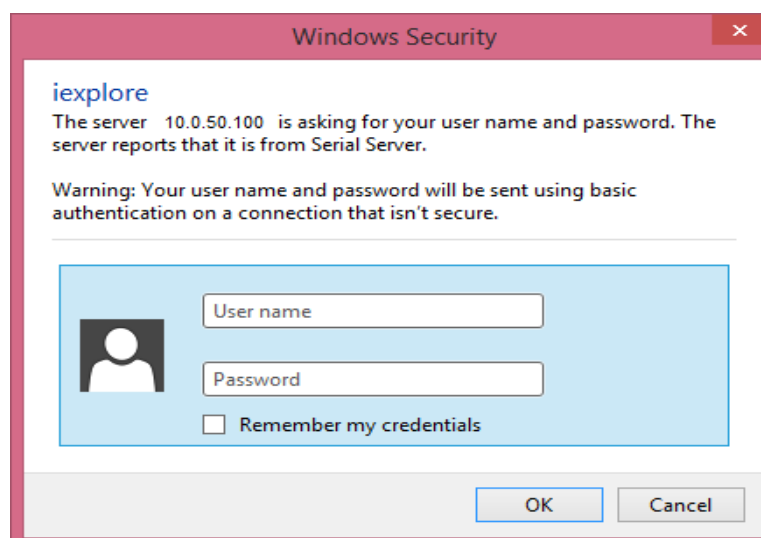 Windows Security
iexplore
The server 10.0.50.100 is asking for your user name and password. The
server reports that it is from Serial Server.
Warning: Your user name and password will be sent using basic
authentication on a connection that isn't secure.
User name
Password
Remember my credentials
OK
Cancel